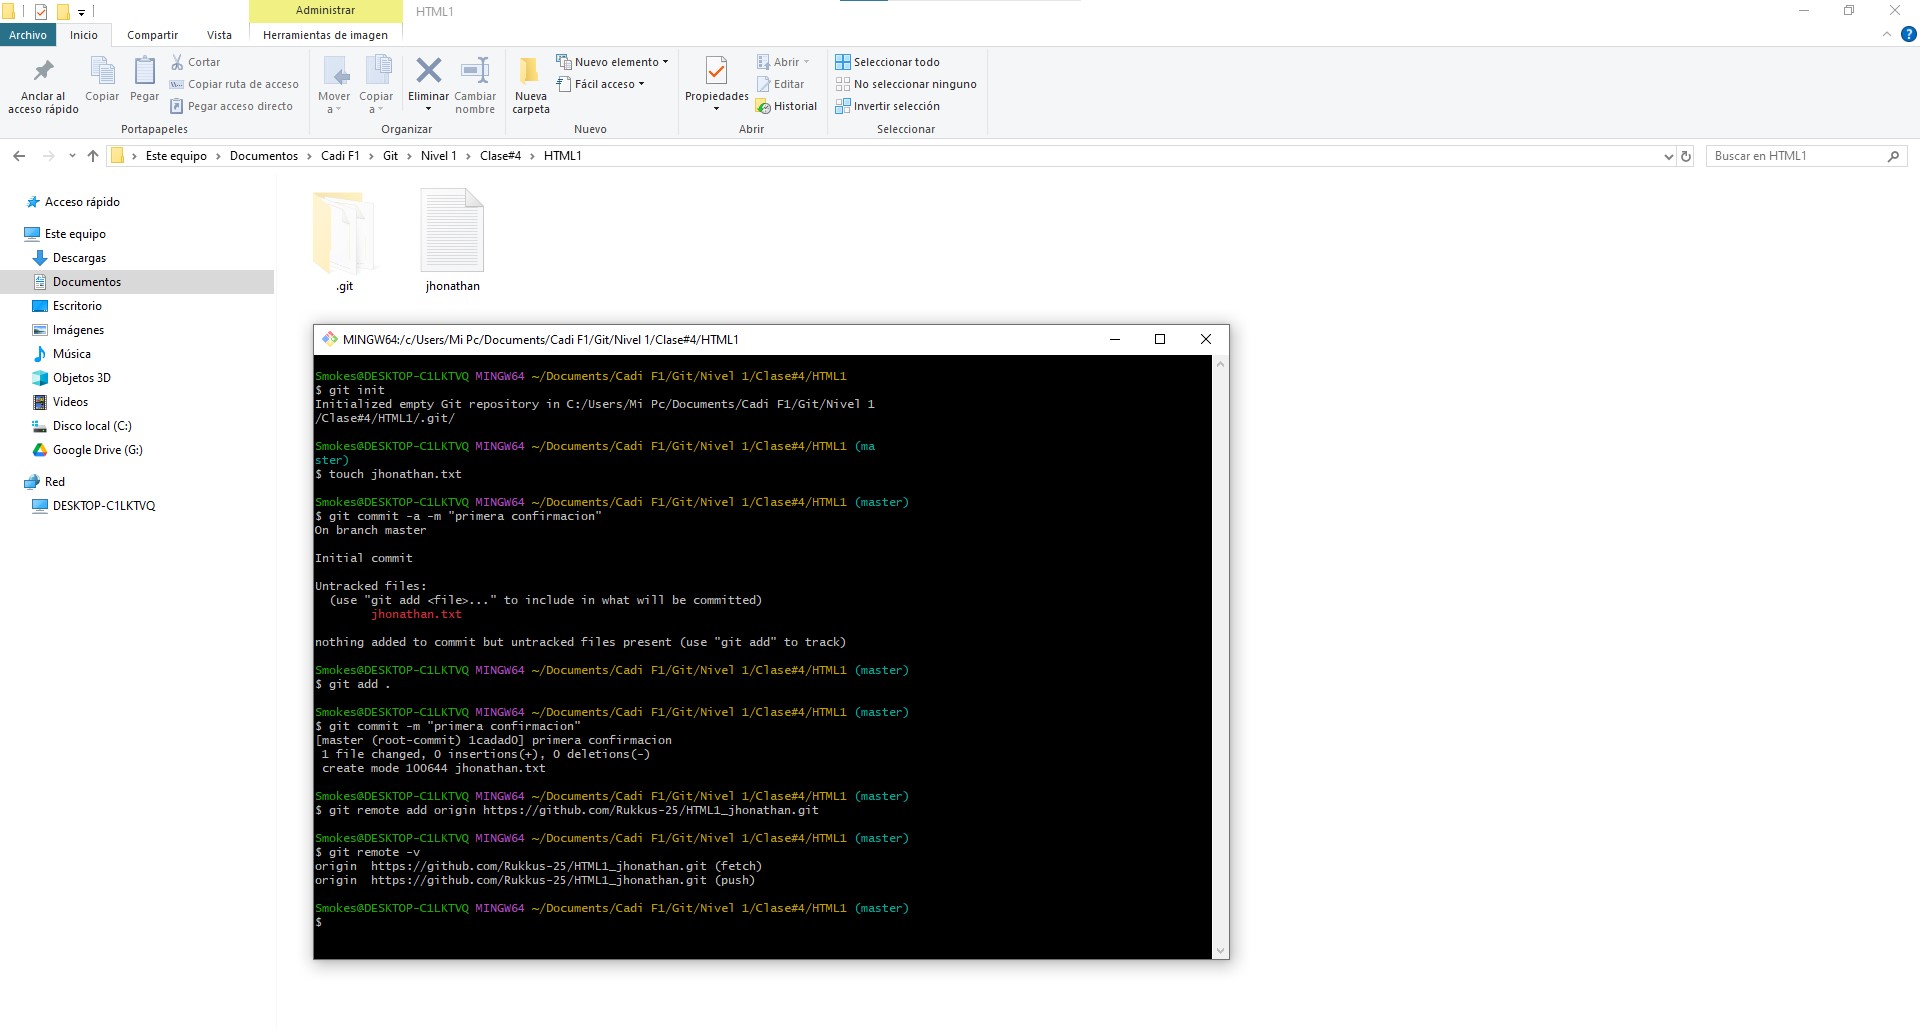 Administrar
HTML1
Archivo
Inicio
Compartir
Vista
Herramientas de imagen
Anclar al
acceso rápido
Copiar
Pegar
Cortar
Copiar ruta de acceso
Pegar acceso directo
Portapapeles
Mover
a
Copiar
a
Eliminar
Cambiar
nombre
Organizar
Nueva
carpeta
Nuevo elemento
Fácil acceso
Nuevo
Propiedades
Abrir
Editar
Historial
Abrir
Seleccionar todo
No seleccionar ninguno
Invertir selección
Seleccionar
Este equipo > Documentos > Cadi F1 > Git > Nivel 1 > Clase#4 > HTML1
Buscar en HTML1
Acceso rápido
Este equipo
Descargas
Documentos
Escritorio
Imágenes
Música
Objetos 3D
Videos
Disco local (C:)
Google Drive (G:)
Red
DESKTOP-C1LKTVQ
.git
jhonathan
MINGW64:/c/Users/Mi Pc/Documents/Cadi F1/Git/Nivel 1/Clase#4/HTML1
Smokes@DESKTOP-C1LKTVQ MINGW64 ~/Documents/Cadi F1/Git/Nivel 1/Clase#4/HTML1
$ git init
Initialized empty Git repository in C:/Users/Mi Pc/Documents/Cadi F1/Git/Nivel 1
/Clase#4/HTML1/.git/
Smokes@DESKTOP-C1LKTVQ MINGW64 ~/Documents/Cadi F1/Git/Nivel 1/Clase#4/HTML1 (ma
ster)
$ touch jhonathan.txt
Smokes@DESKTOP-C1LKTVQ MINGW64 ~/Documents/Cadi F1/Git/Nivel 1/Clase#4/HTML1 (master)
$ git commit -a -m "primera confirmacion"
On branch master
Initial commit
Untracked files:
(use "git add <file>..." to include in what will be committed)
jhonathan.txt
nothing added to commit but untracked files present (use "git add" to track)
Smokes@DESKTOP-C1LKTVQ MINGW64 ~/Documents/Cadi F1/Git/Nivel 1/Clase#4/HTML1 (master)
$ git add .
Smokes@DESKTOP-C1LKTVQ MINGW64 ~/Documents/Cadi F1/Git/Nivel 1/Clase#4/HTML1 (master)
$ git commit -m "primera confirmacion"
[master (root-commit) 1cadad0] primera confirmacion
1 file changed, 0 insertions(+), 0 deletions(-)
create mode 100644 jhonathan.txt
Smokes@DESKTOP-C1LKTVQ MINGW64 ~/Documents/Cadi F1/Git/Nivel 1/Clase#4/HTML1 (master)
$ git remote add origin https://github.com/Rukkus-25/HTML1_jhonathan.git
Smokes@DESKTOP-C1LKTVQ MINGW64 ~/Documents/Cadi F1/Git/Nivel 1/Clase#4/HTML1 (master)
$ git remote -v
origin https://github.com/Rukkus-25/HTML1_jhonathan.git (fetch)
origin https://github.com/Rukkus-25/HTML1_jhonathan.git (push)
Smokes@DESKTOP-C1LKTVQ MINGW64 ~/Documents/Cadi F1/Git/Nivel 1/Clase#4/HTML1 (master)
$